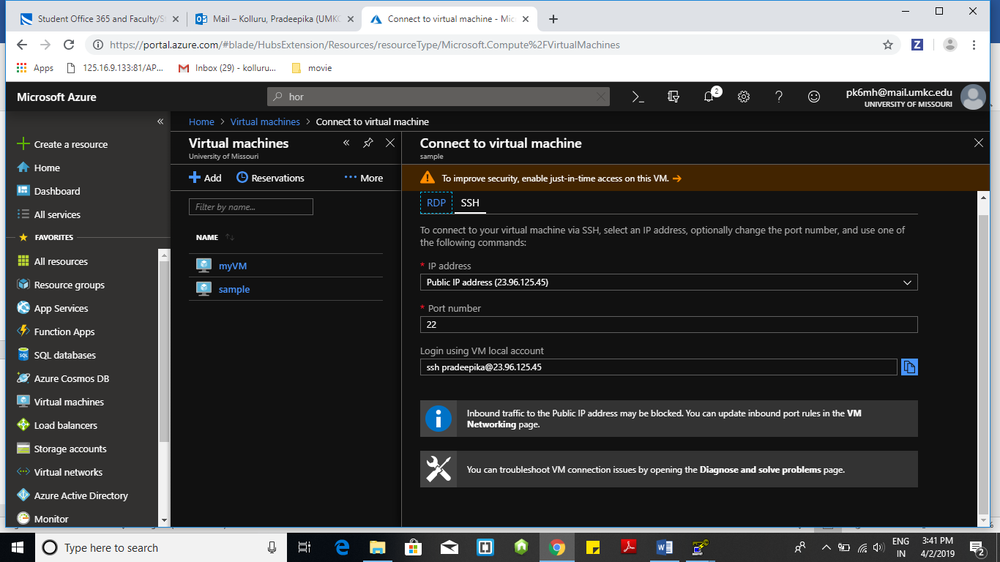 Student Office 365 and Faculty/S
Mail – Kolluru, Pradeepika (UMKC
Connect to virtual machine - Mic
https://portal.azure.com/#blade/HubsExtension/Resources/resourceType/Microsoft.Compute%2FVirtualMachines
Apps
125.16.9.133:81/AP...
Inbox (29) - kolluru...
movie
Microsoft Azure
hor
2
pk6mh@mail.umkc.edu
UNIVERSITY OF MISSOURI
Create a resource
Home
Dashboard
All services
FAVORITES
All resources
Resource groups
App Services
Function Apps
SQL databases
Azure Cosmos DB
Virtual machines
Load balancers
Storage accounts
Virtual networks
Azure Active Directory
Monitor
Home > Virtual machines > Connect to virtual machine
Virtual machines
University of Missouri
Add
Reservations
More
Filter by name...
NAME
myVM
sample
Connect to virtual machine
sample
To improve security, enable just-in-time access on this VM. →
RDP SSH
To connect to your virtual machine via SSH, select an IP address, optionally change the port number, and use one of
the following commands:
* IP address
Public IP address (23.96.125.45)
* Port number
22
Login using VM local account
ssh pradeepika@23.96.125.45
Inbound traffic to the Public IP address may be blocked. You can update inbound port rules in the VM
Networking page.
You can troubleshoot VM connection issues by opening the Diagnose and solve problems page.
Type here to search
ENG
IN
3:41 PM
4/2/2019
2